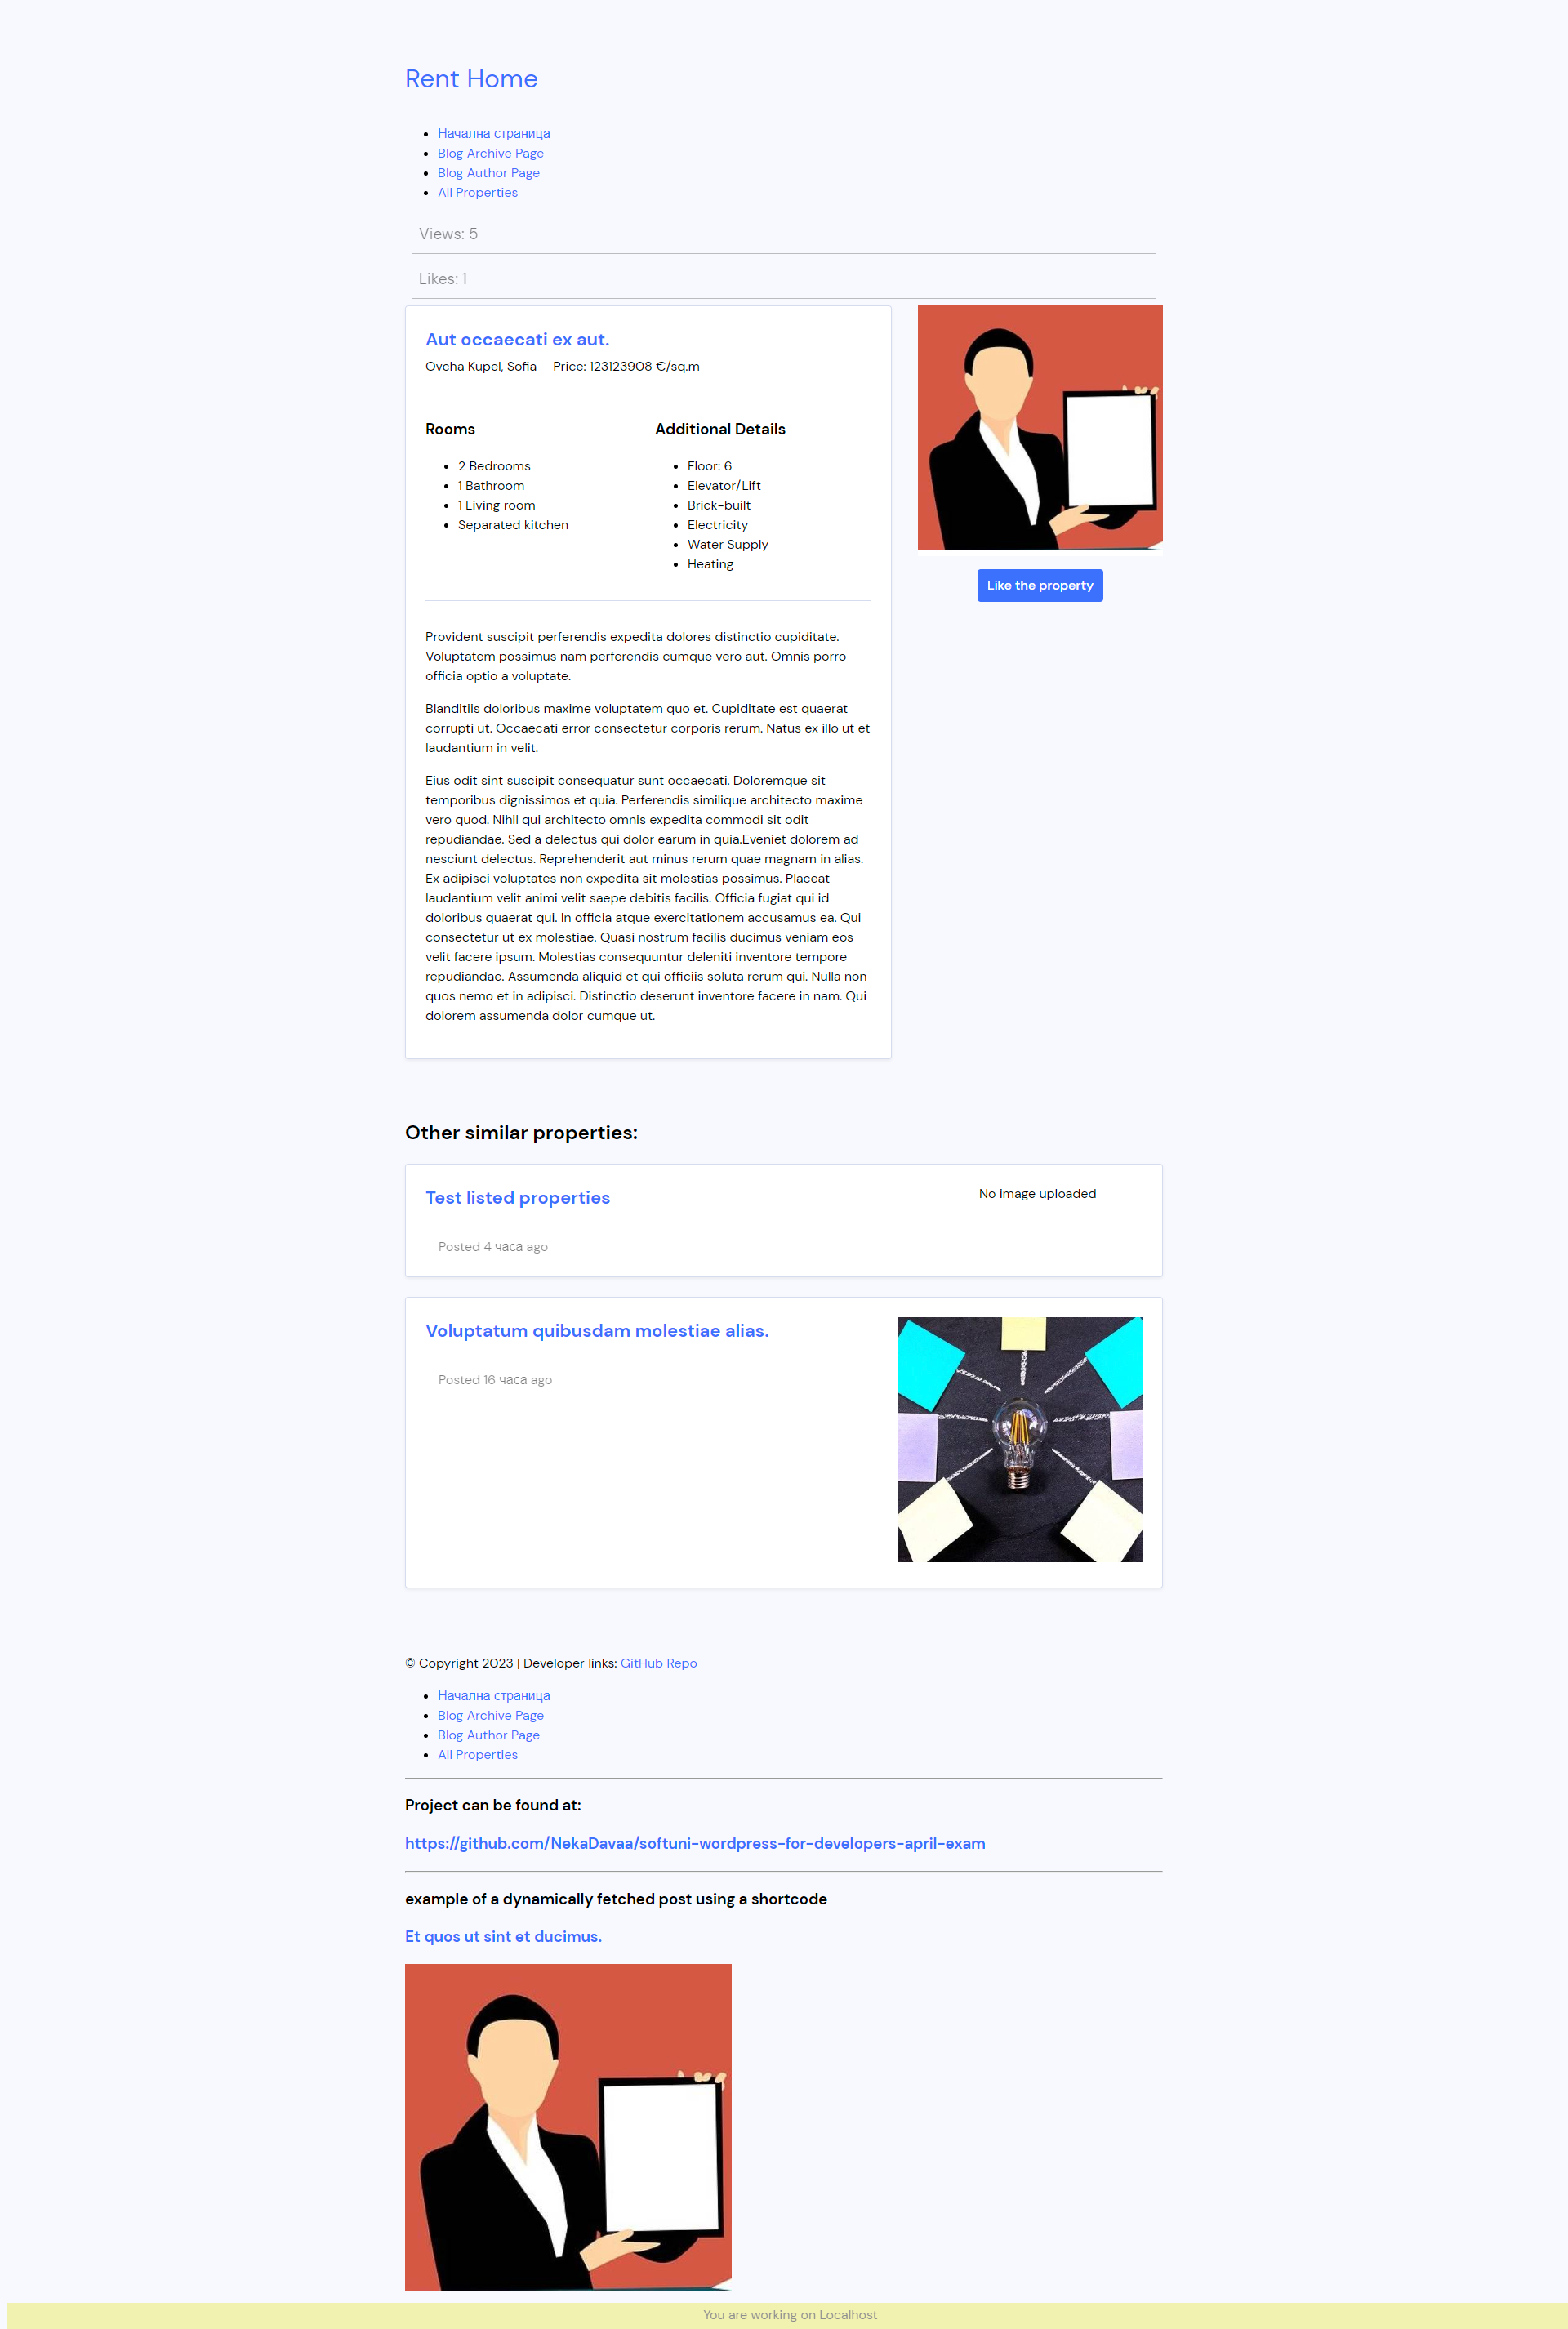 Rent Home
Начална страница
Blog Archive Page
Blog Author Page
All Properties
Views: 5
Likes: 1
Aut occaecati ex aut.
Ovcha Kupel, Sofia Price: 123123908 €/sq.m
Rooms
2 Bedrooms
1 Bathroom
1 Living room
Separated kitchen
Additional Details
Floor: 6
Elevator/Lift
Brick-built
Electricity
Water Supply
Heating
Like the property
Provident suscipit perferendis expedita dolores distinctio cupiditate.
Voluptatem possimus nam perferendis cumque vero aut. Omnis porro
officia optio a voluptate.
Blanditiis doloribus maxime voluptatem quo et. Cupiditate est quaerat
corrupti ut. Occaecati error consectetur corporis rerum. Natus ex illo ut et
laudantium in velit.
Eius odit sint suscipit consequatur sunt occaecati. Doloremque sit
temporibus dignissimos et quia. Perferendis similique architecto maxime
vero quod. Nihil qui architecto omnis expedita commodi sit odit
repudiandae. Sed a delectus qui dolor earum in quia.Eveniet dolorem ad
nesciunt delectus. Reprehenderit aut minus rerum quae magnam in alias.
Ex adipisci voluptates non expedita sit molestias possimus. Placeat
laudantium velit animi velit saepe debitis facilis. Officia fugiat qui id
doloribus quaerat qui. In officia atque exercitationem accusamus ea. Qui
consectetur ut ex molestiae. Quasi nostrum facilis ducimus veniam eos
velit facere ipsum. Molestias consequuntur deleniti inventore tempore
repudiandae. Assumenda aliquid et qui officiis soluta rerum qui. Nulla non
quos nemo et in adipisci. Distinctio deserunt inventore facere in nam. Qui
dolorem assumenda dolor cumque ut.
Other similar properties:
Test listed properties
No image uploaded
Posted 4 часа ago
Voluptatum quibusdam molestiae alias.
Posted 16 часа ago
© Copyright 2023 | Developer links: GitHub Repo
Начална страница
Blog Archive Page
Blog Author Page
All Properties
Project can be found at:
https://github.com/NekaDavaa/softuni-wordpress-for-developers-april-exam
example of a dynamically fetched post using a shortcode
Et quos ut sint et ducimus.
You are working on Localhost